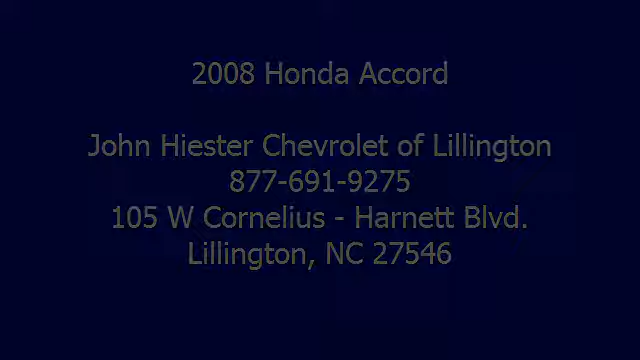 2008 Honda Accord
John Hiester Chevrolet of Lillington
877-691-9275
105 W Cornelius - Harnett Blvd.
Lillington, NC 27546